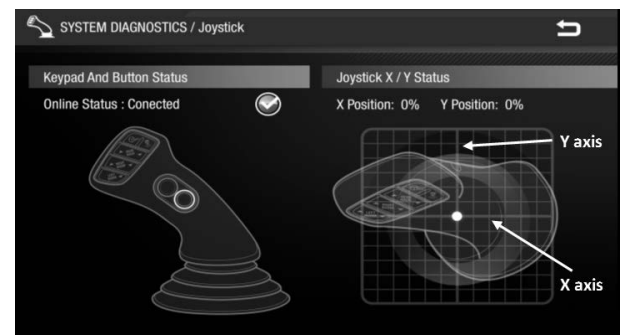 SYSTEM DIAGNOSTICS / Joystick
Keypad And Button Status
Online Status : Conected
Joystick X / Y Status
X Position: 0% Y Position: 0%
Y axis
X axis